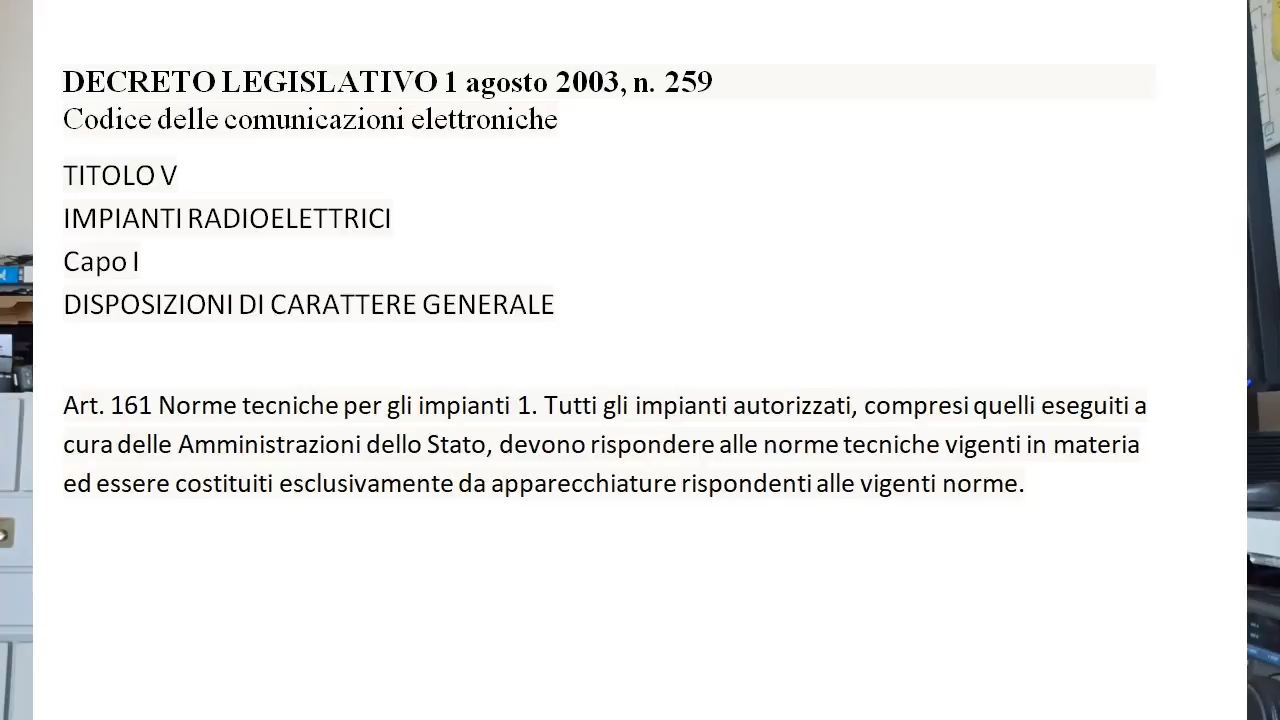 DECRETO LEGISLATIVO 1 agosto 2003, n. 259
Codice delle comunicazioni elettroniche
TITOLO V
IMPIANTI RADIOELETTRICI
Capo I
DISPOSIZIONI DI CARATTERE GENERALE
Art. 161 Norme tecniche per gli impianti 1. Tutti gli impianti autorizzati, compresi quelli eseguiti a
cura delle Amministrazioni dello Stato, devono rispondere alle norme tecniche vigenti in materia
ed essere costituiti esclusivamente da apparecchiature rispondenti alle vigenti norme.